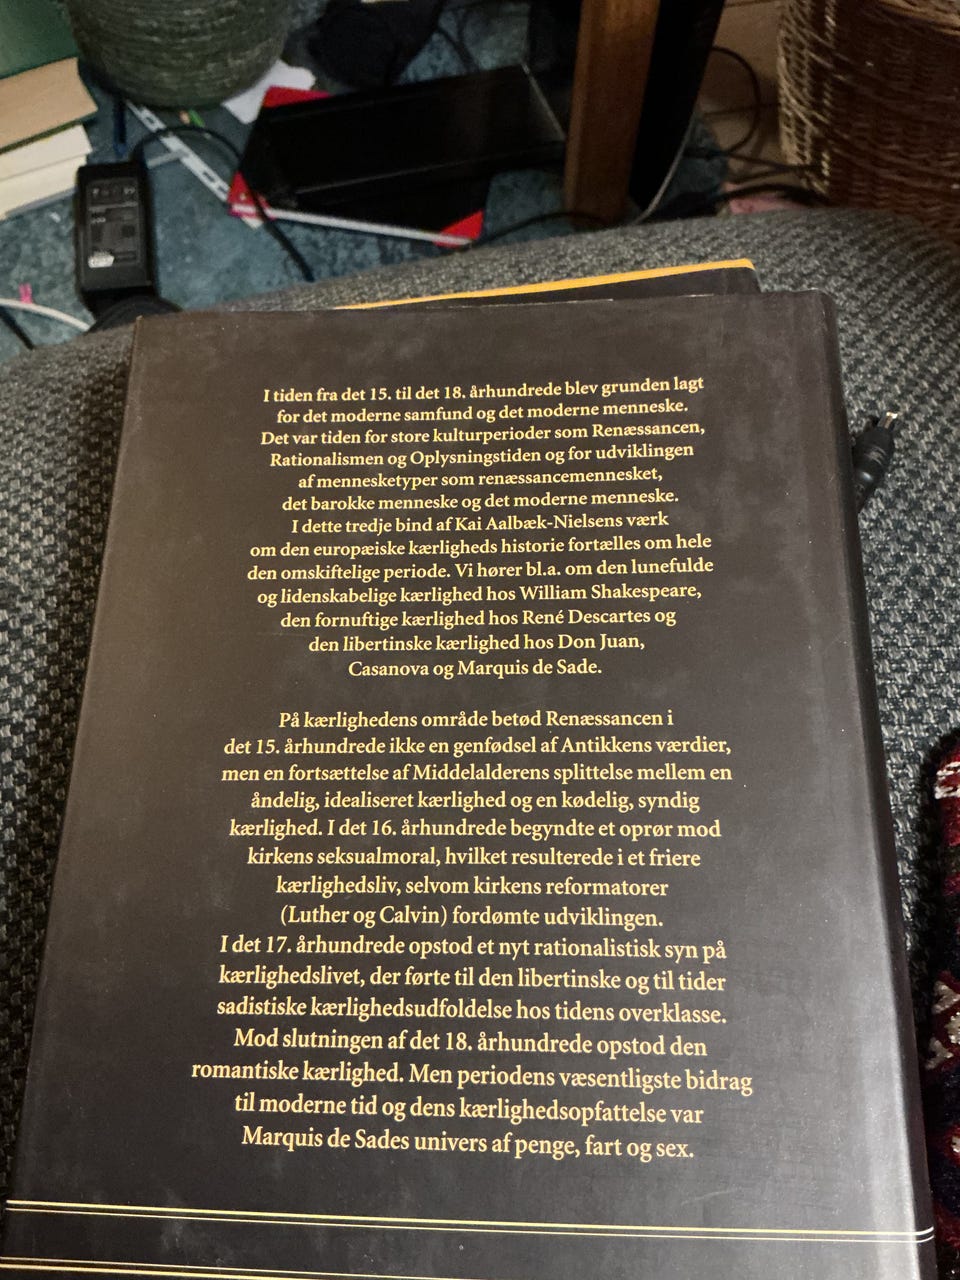 I tiden fra det 15. til det 18. århundrede blev grunden lagt
for det moderne samfund og det moderne menneske.
Det var tiden for store kulturperioder som Renæssancen,
Rationalismen og Oplysningstiden og for udviklingen
af mennesketyper som renæssancemennesket,
det barokke menneske og det moderne menneske.
I dette tredje bind af Kai Aalbæk-Nielsens værk
om den europæiske kærligheds historie fortælles om hele
den omskiftelige periode. Vi hører bl.a. om den lunefulde
og lidenskabelige kærlighed hos William Shakespeare,
den fornuftige kærlighed hos René Descartes og
den libertinske kærlighed hos Don Juan,
Casanova og Marquis de Sade.
På kærlighedens område betød Renæssancen i
det 15. århundrede ikke en genfødsel af Antikkens værdier,
men en fortsættelse af Middelalderens splittelse mellem en
åndelig, idealiseret kærlighed og en kødelig, syndig
kærlighed. I det 16. århundrede begyndte et oprør mod
kirkens seksualmoral, hvilket resulterede i et friere
kærlighedsliv, selvom kirkens reformatorer
(Luther og Calvin) fordømte udviklingen.
I det 17. århundrede opstod et nyt rationalistisk syn på
kærlighedslivet, der førte til den libertinske og til tider
sadistiske kærlighedsudfoldelse hos tidens overklasse.
Mod slutningen af det 18. århundrede opstod den
romantiske kærlighed. Men periodens væsentligste bidrag
til moderne tid og dens kærlighedsopfattelse var
Marquis de Sades univers af penge, fart og sex.